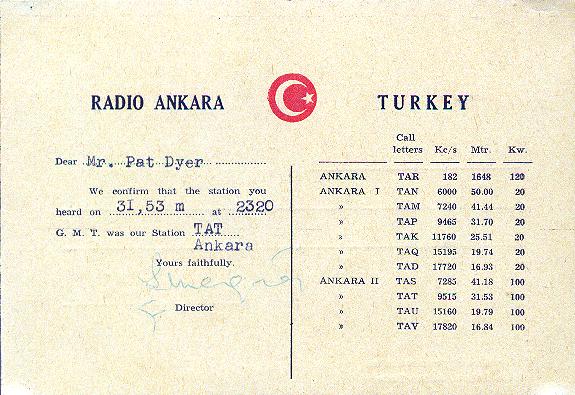 RADIO ANKARA
TURKEY
Dear Mr. Pat Dyer
We confirm that the station you
heard on 31,53 m at 2320
G. M. T. was our Station TAT
Ankara
Yours faithfully.
Director
Call letters Kc/s Mtr. Kw.
ANKARA TAR 182 1648 120
ANKARA I TAN 6000 50.00 20
» TAM 7240 41.44 20
» TAP 9465 31.70 20
» TAK 11760 25.51 20
» TAQ 15195 19.74 20
» TAD 17720 16.93 20
ANKARA II TAS 7285 41.18 100
» TAT 9515 31.53 100
» TAU 15160 19.79 100
» TAV 17820 16.84 100